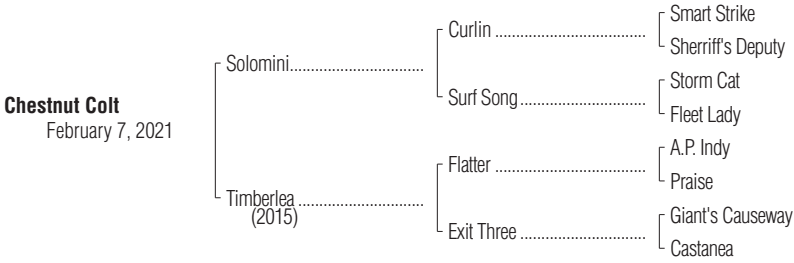 Chestnut Colt
February 7, 2021
Solomini..............................
Timberlea .............................
(2015)
Curlin ...................................
Surf Song..............................
Flatter ...................................
Exit Three .............................
Smart Strike
Sherriff's Deputy
Storm Cat
Fleet Lady
A.P. Indy
Praise
Giant's Causeway
Castanea